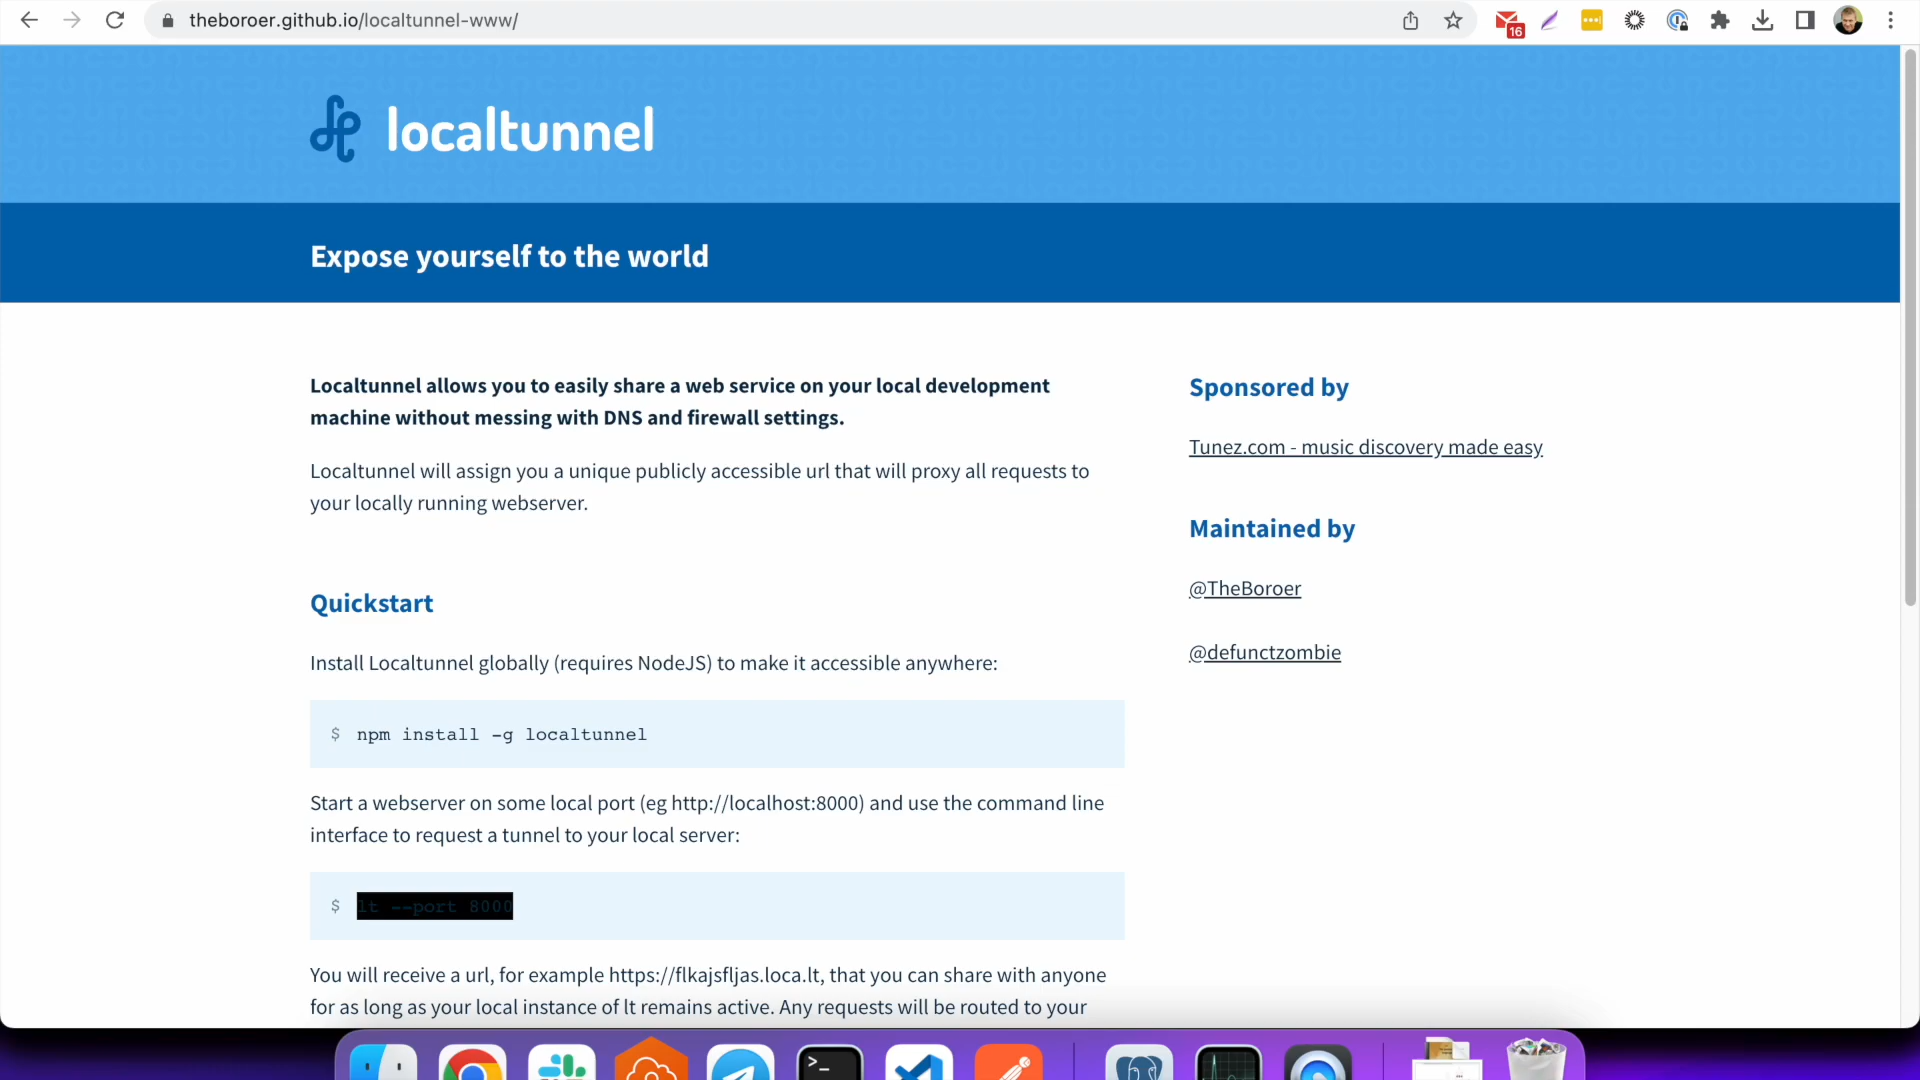 theboroer.github.io/localtunnel-www/
16
localtunnel
Expose yourself to the world
Localtunnel allows you to easily share a web service on your local development
machine without messing with DNS and firewall settings.
Localtunnel will assign you a unique publicly accessible url that will proxy all requests to
your locally running webserver.
Quickstart
Install Localtunnel globally (requires NodeJS) to make it accessible anywhere:
$ npm install -g localtunnel
Start a webserver on some local port (eg http://localhost:8000) and use the command line
interface to request a tunnel to your local server:
$ lt --port 8000
You will receive a url, for example https://flkajsfljas.loca.lt, that you can share with anyone
for as long as your local instance of lt remains active. Any requests will be routed to your
Sponsored by
Tunez.com - music discovery made easy
Maintained by
@TheBoroer
@defunctzombie